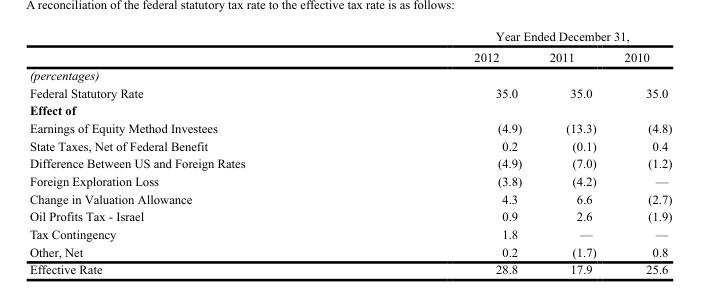 A reconciliation of the federal statutory tax rate to the effective tax rate is as follows:
Year Ended December 31,
2012 2011 2010
(percentages)
Federal Statutory Rate 35.0 35.0 35.0
Effect of
Earnings of Equity Method Investees (4.9) (13.3) (4.8)
State Taxes, Net of Federal Benefit 0.2 (0.1) 0.4
Difference Between US and Foreign Rates (4.9) (7.0) (1.2)
Foreign Exploration Loss (3.8) (4.2) —
Change in Valuation Allowance 4.3 6.6 (2.7)
Oil Profits Tax - Israel 0.9 2.6 (1.9)
Tax Contingency 1.8 — —
Other, Net 0.2 (1.7) 0.8
Effective Rate 28.8 17.9 25.6